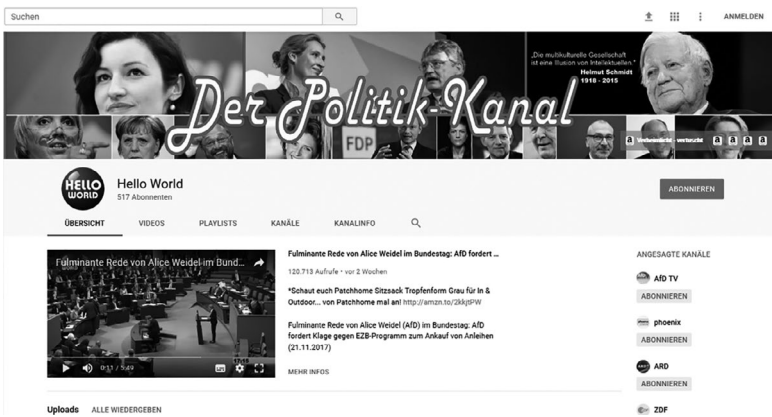 Suchen
ANMELDEN
„Die multikulturelle Gesellschaft
ist eine Illusion von Intellektuellen."
Helmut Schmidt
1918 - 2015
Der Politik-Kanal
FDP
Verheimlicht - vertuscht
HELLO
WORLD
Hello World
517 Abonnenten
ABONNIEREN
ÜBERSICHT VIDEOS PLAYLISTS KANÄLE KANALINFO
Fulminante Rede von Alice Weidel im Bund...
0:11 / 5:49
Fulminante Rede von Alice Weidel im Bundestag: AfD fordert ...
120.713 Aufrufe • vor 2 Wochen
*Schaut euch Patchhome Sitzsack Tropfenform Grau für In &
Outdoor... von Patchhome mal an! http://amzn.to/2kkjtPW
Fulminante Rede von Alice Weidel (AfD) im Bundestag: AfD
fordert Klage gegen EZB-Programm zum Ankauf von Anleihen
(21.11.2017)
MEHR INFOS
ANGESAGTE KANÄLE
AfD TV
ABONNIEREN
phoenix
ABONNIEREN
ARD
ABONNIEREN
ZDF
Uploads ALLE WIEDERGEBEN